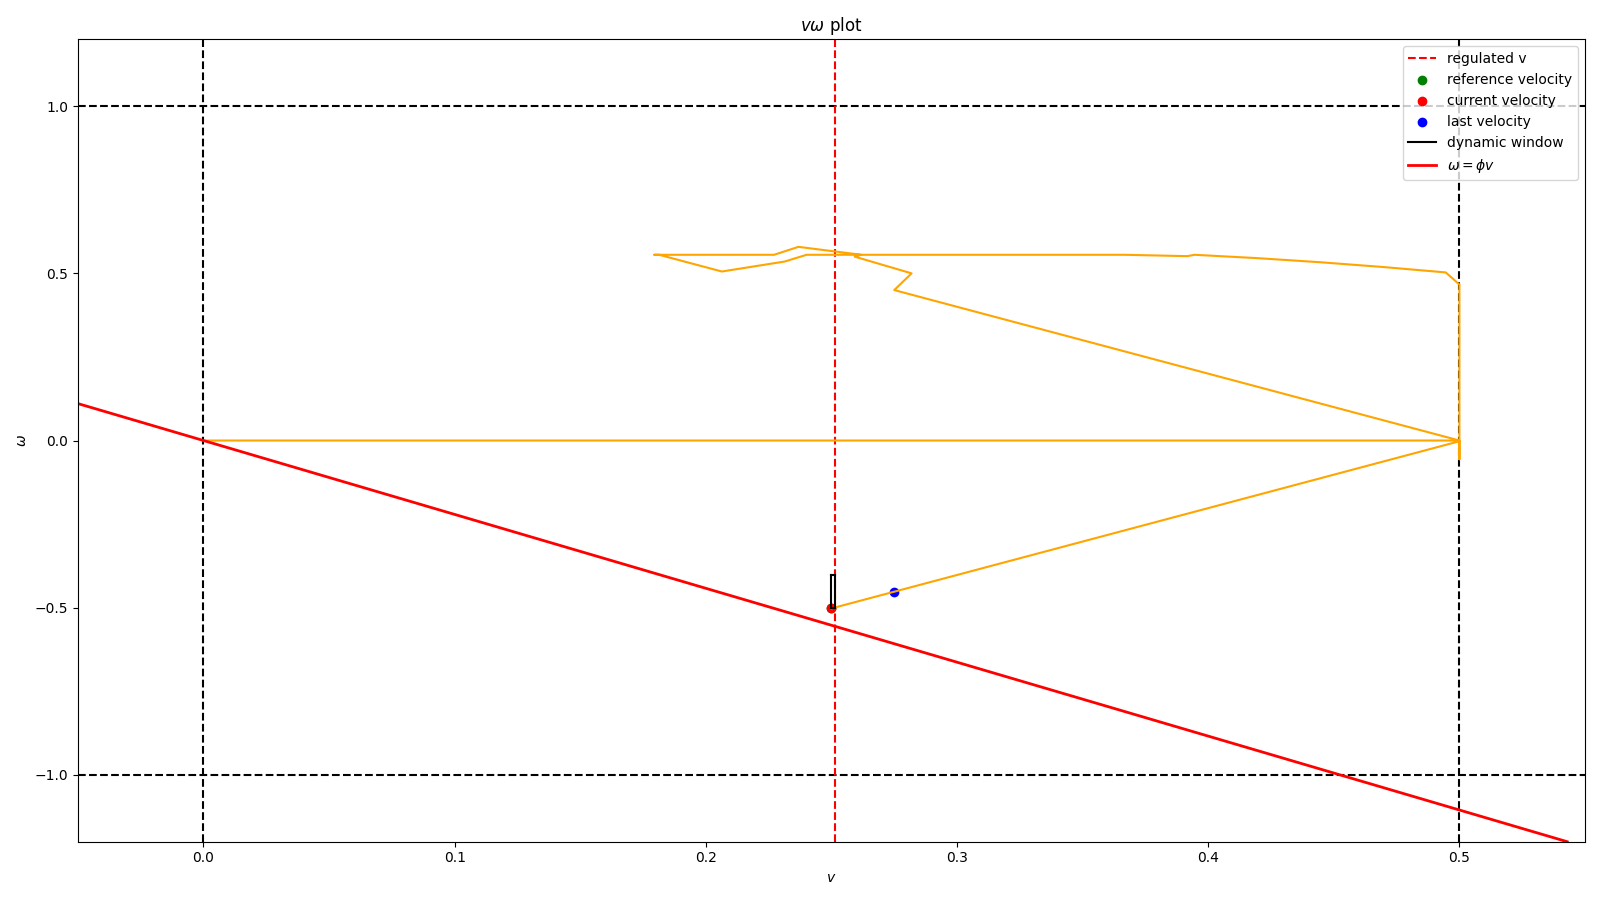 vω plot
regulated v
reference velocity
current velocity
last velocity
dynamic window
ω = ϕv
1.0
0.5
0.0
−0.5
−1.0
ω
0.0 0.1 0.2 0.3 0.4 0.5
v